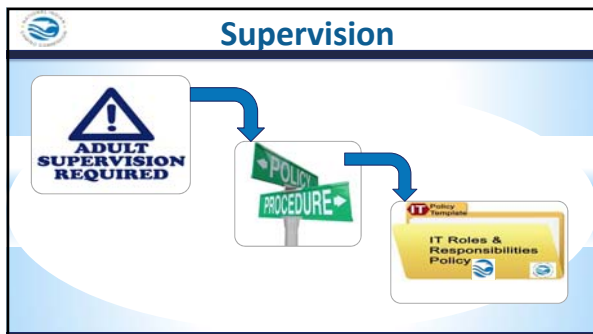 Supervision
ADULT
SUPERVISION
REQUIRED
POLICY
PROCEDURE
IT Policy
Template
IT Roles &
Responsibilities
Policy